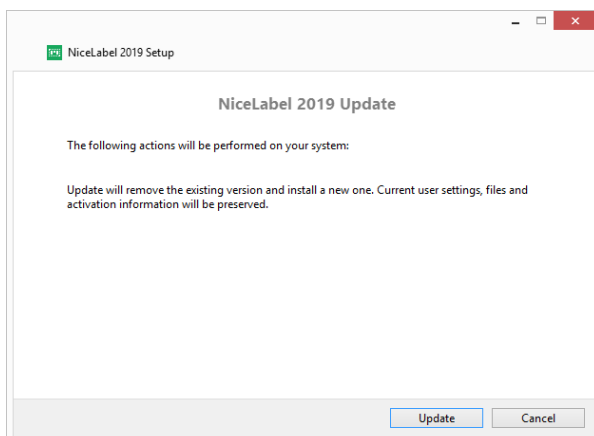 NiceLabel 2019 Setup
NiceLabel 2019 Update
The following actions will be performed on your system:
Update will remove the existing version and install a new one. Current user settings, files and
activation information will be preserved.
Update
Cancel